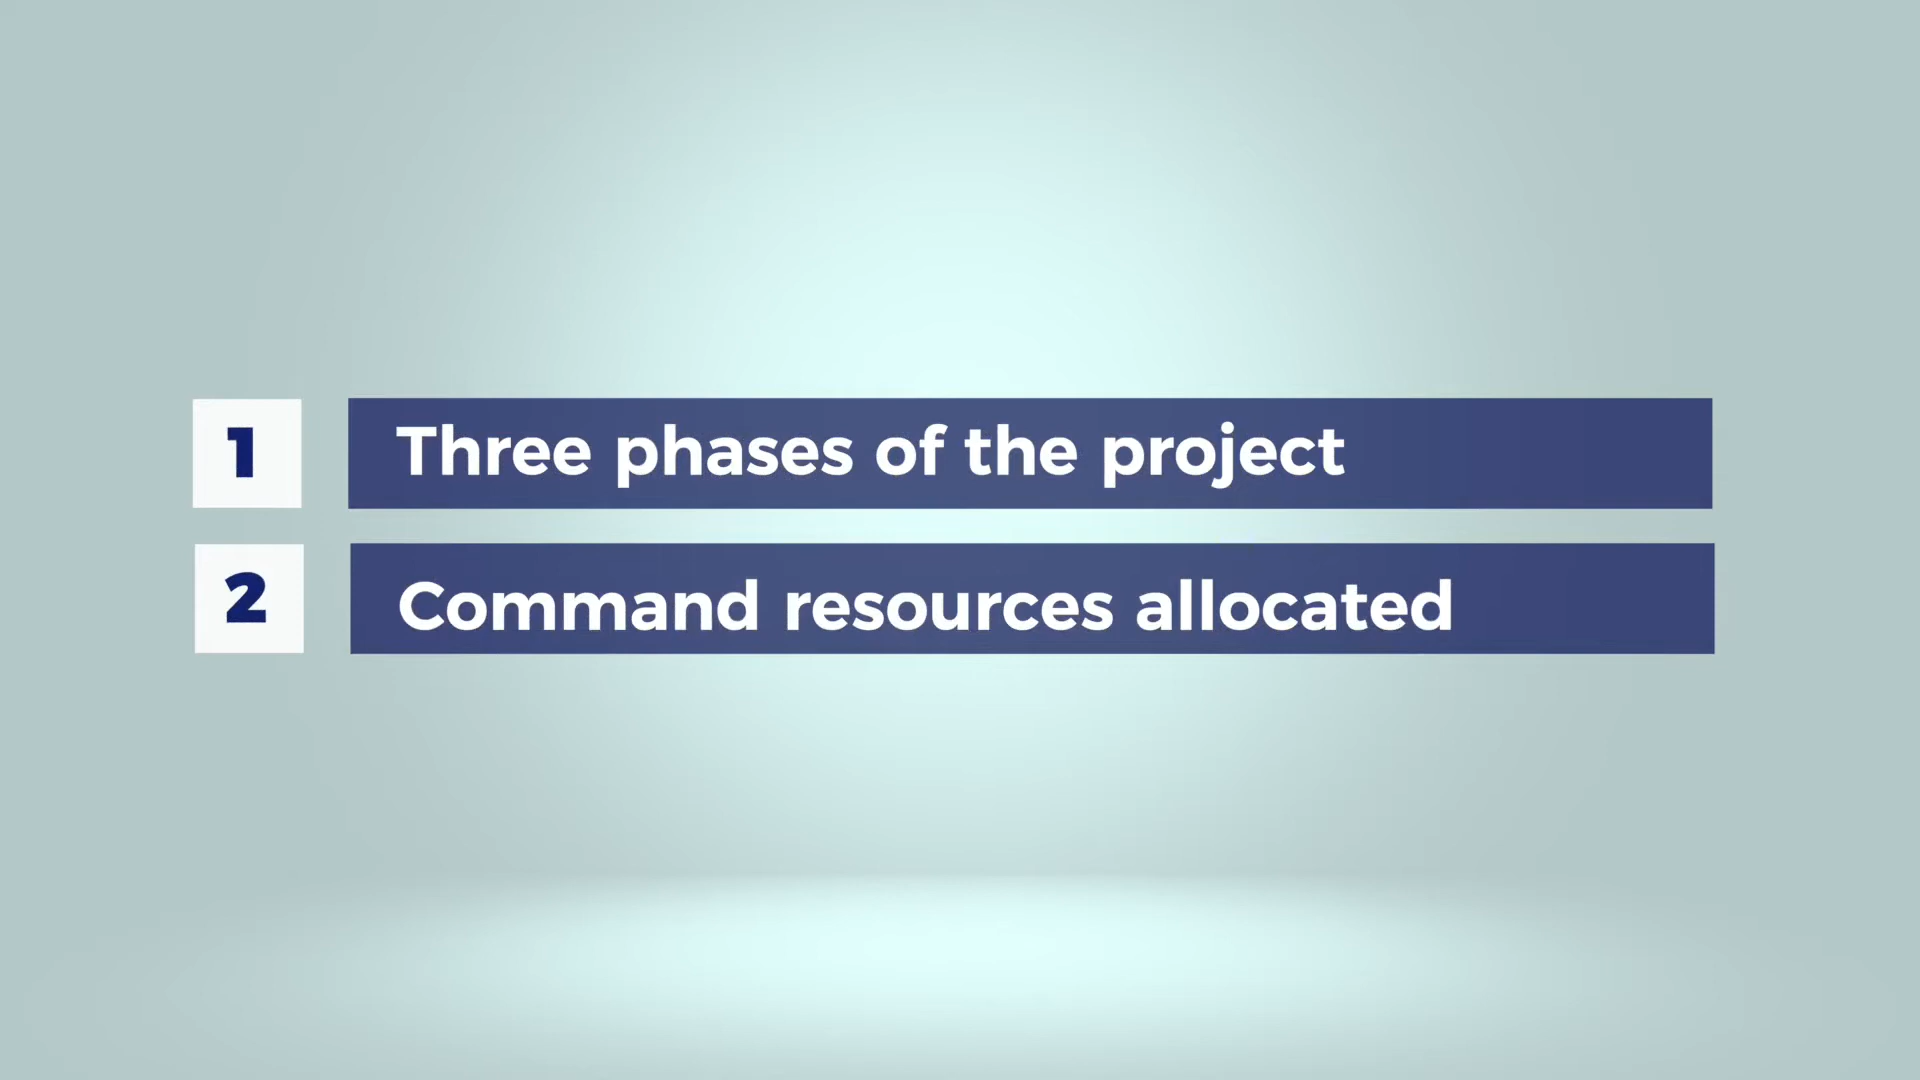 1 Three phases of the project
2 Command resources allocated